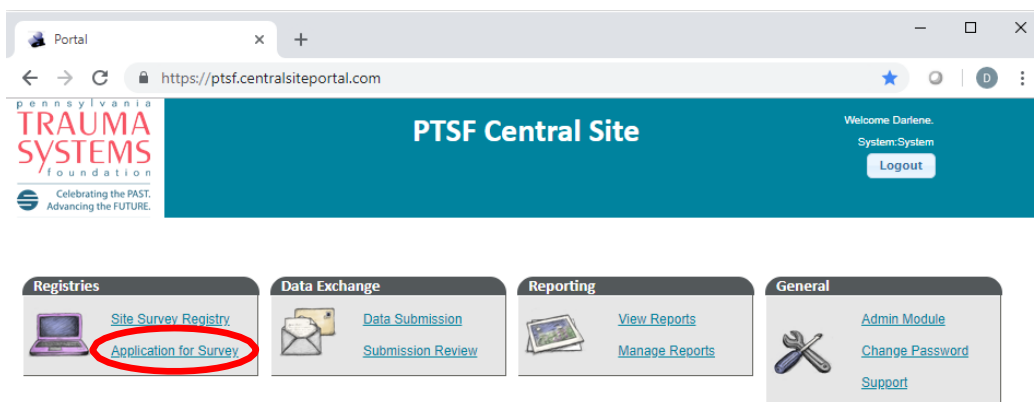 Portal
https://ptsf.centralsiteportal.com
D
pennsylvania
TRAUMA
SYSTEMS
foundation
Celebrating the PAST.
Advancing the FUTURE.
PTSF Central Site
Welcome Darlene.
System:System
Logout
Registries
Site Survey Registry
Application for Survey
Data Exchange
Data Submission
Submission Review
Reporting
View Reports
Manage Reports
General
Admin Module
Change Password
Support